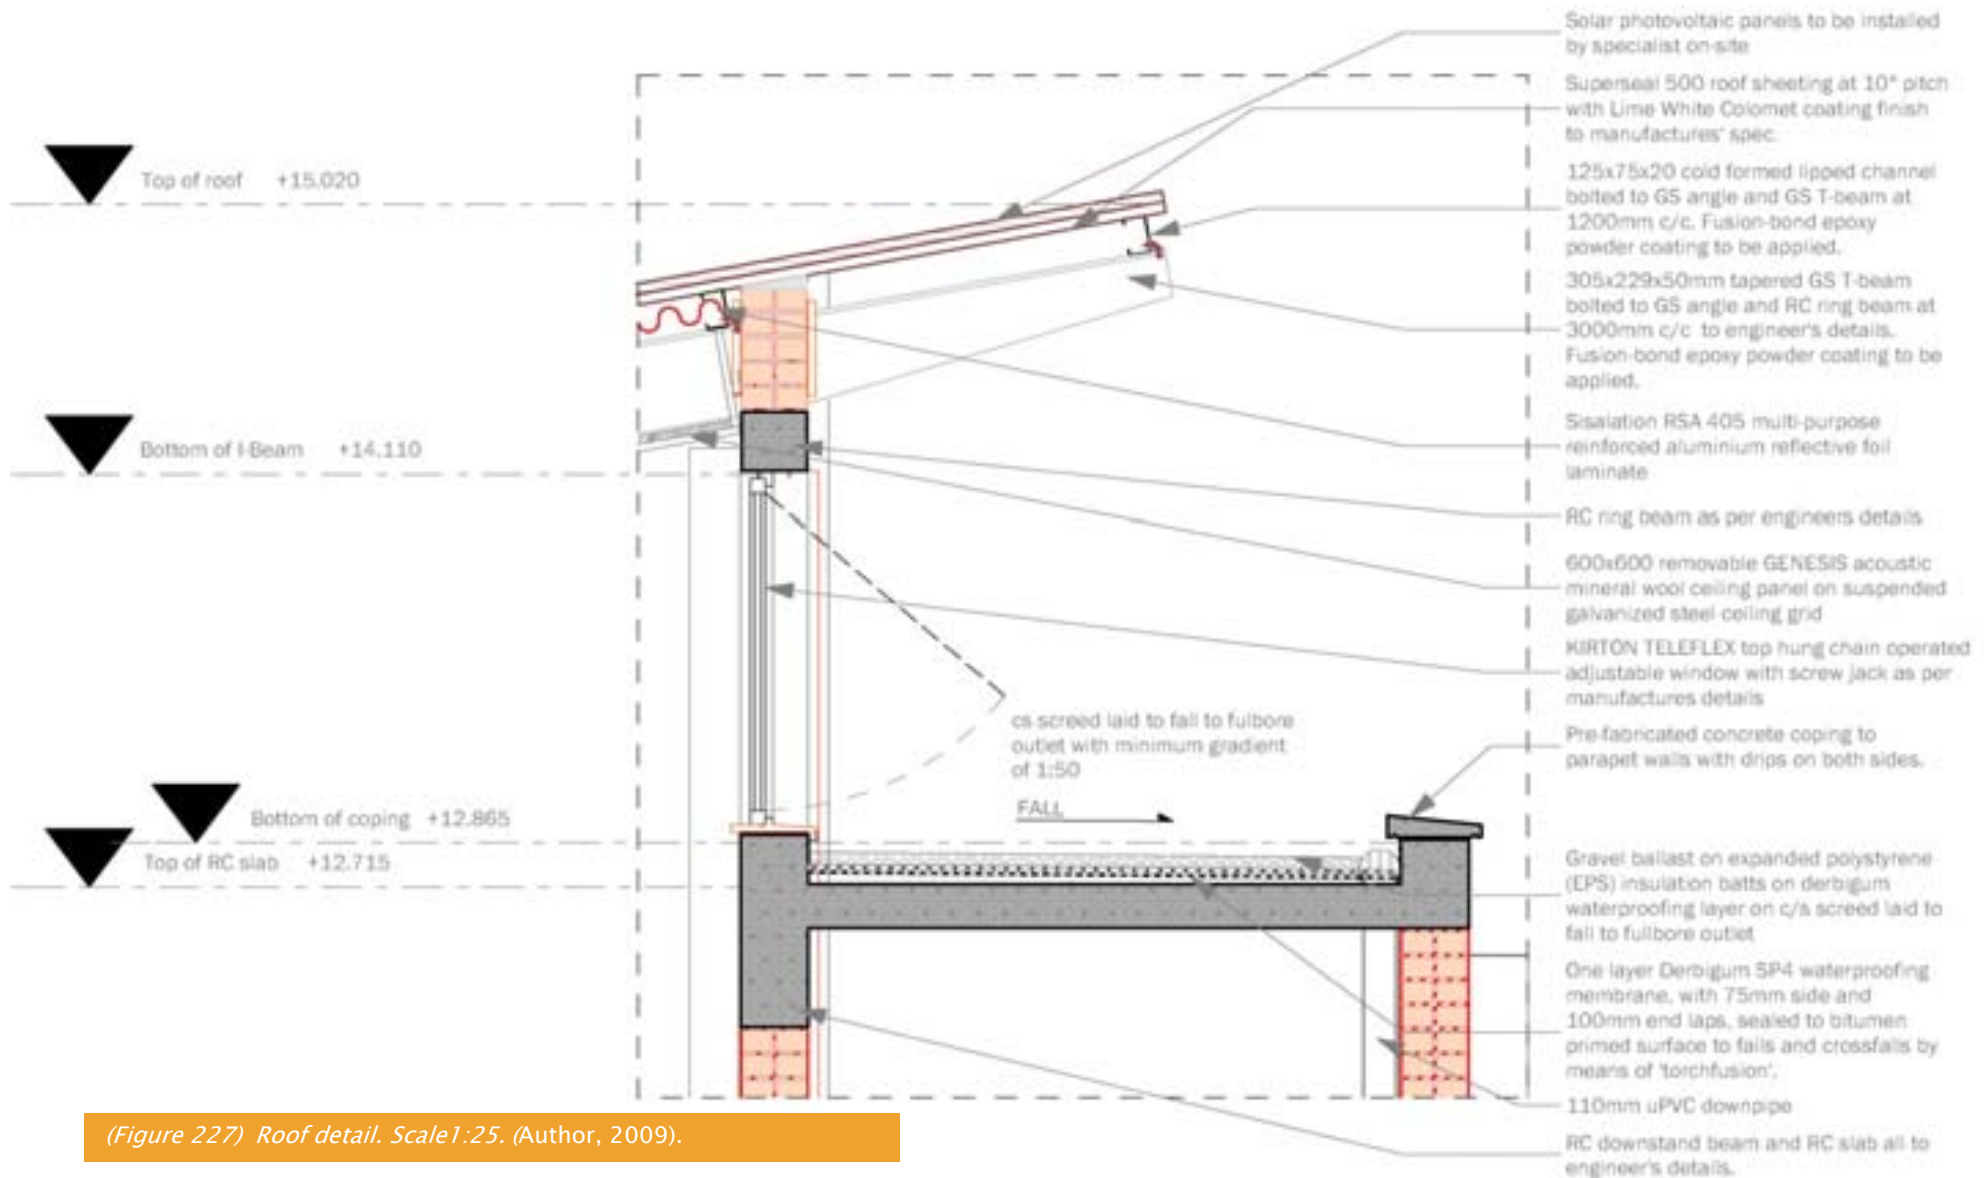 Solar photovoltaic panels to be installed
by specialist on-site
Superseal 500 roof sheeting at 10° pitch
with Lime White Colomet coating finish
to manufactures' spec.
Top of roof +15.020
125x75x20 cold formed lipped channel
bolted to GS angle and GS T-beam at
1200mm c/c. Fusion-bond epoxy
powder coating to be applied.
305x229x50mm tapered GS T-beam
bolted to GS angle and RC ring beam at
3000mm c/c to engineer's details.
Fusion-bond epoxy powder coating to be
applied.
Sisalation RSA 405 multi-purpose
reinforced aluminium reflective foil
laminate
Bottom of I-Beam +14.110
RC ring beam as per engineers details
600x600 removable GENESIS acoustic
mineral wool ceiling panel on suspended
galvanized steel ceiling grid
KIRTON TELEFLEX top hung chain operated
adjustable window with screw jack as per
manufactures details
cs screed laid to fall to fulbore
outlet with minimum gradient
of 1:50
Pre-fabricated concrete coping to
parapet walls with drips on both sides.
FALL
Bottom of coping +12.865
Top of RC slab +12.715
Gravel ballast on expanded polystyrene
(EPS) insulation batts on derbigum
waterproofing layer on c/s screed laid to
fall to fullbore outlet
One layer Derbigum SP4 waterproofing
membrane, with 75mm side and
100mm end laps, sealed to bitumen
primed surface to falls and crossfalls by
means of 'torchfusion'.
110mm uPVC downpipe
RC downstand beam and RC slab all to
engineer's details.
(Figure 227) Roof detail. Scale1:25. (Author, 2009).